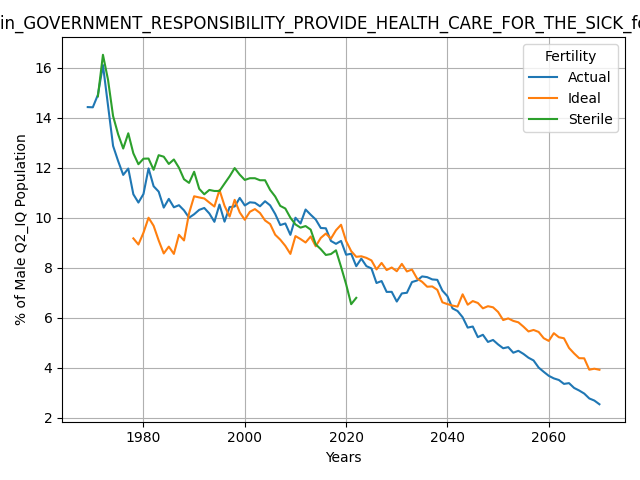 in_GOVERNMENT_RESPONSIBILITY_PROVIDE_HEALTH_CARE_FOR_THE_SICK_f
Fertility
Actual
Ideal
Sterile
% of Male Q2_IQ Population
16
14
12
10
8
6
4
2
1980 2000 2020 2040 2060
Years